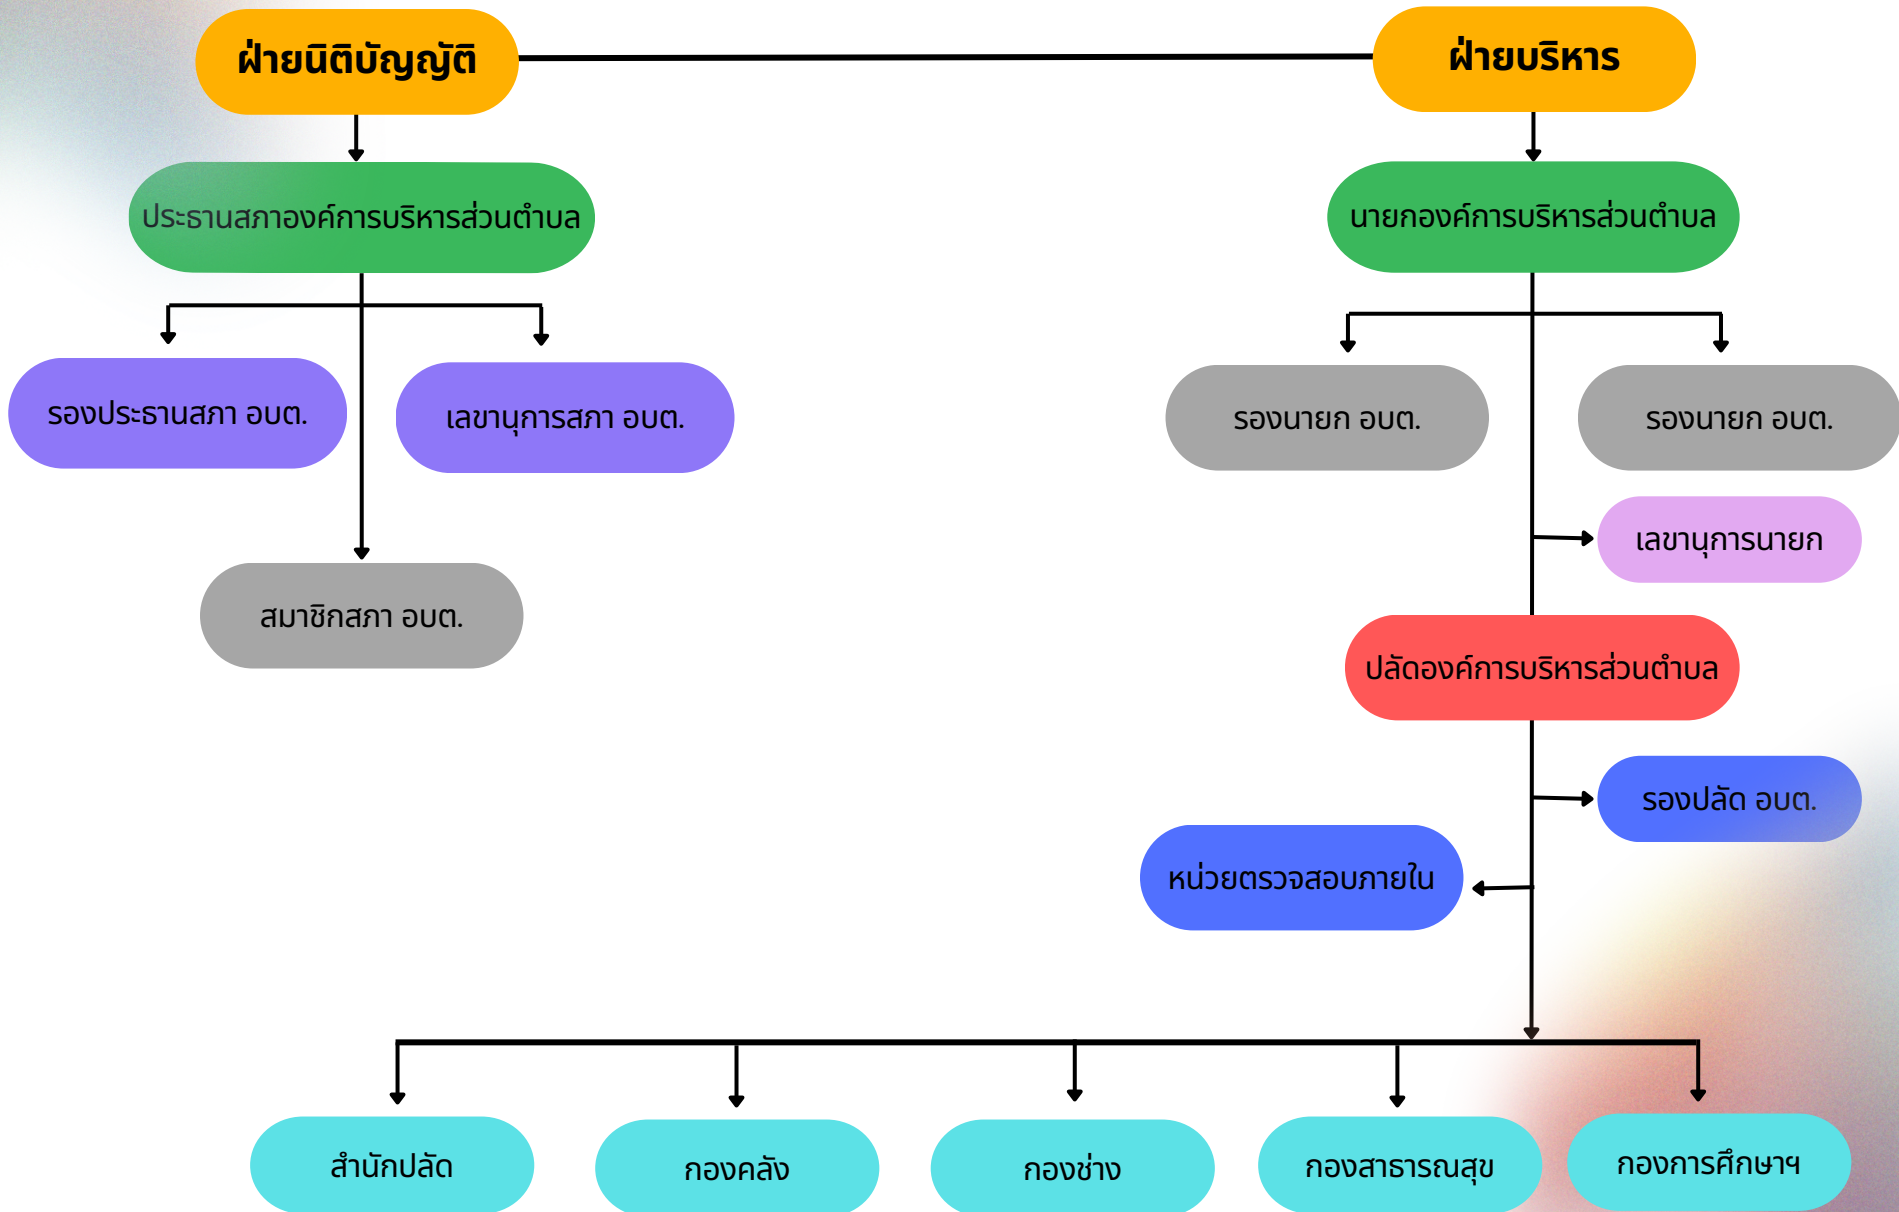 ฝ่ายนิติบัญญัติ
ฝ่ายบริหาร
ประธานสภาองค์การบริหารส่วนตำบล
นายกองค์การบริหารส่วนตำบล
รองประธานสภา อบต.
เลขานุการสภา อบต.
รองนายก อบต.
รองนายก อบต.
เลขานุการนายก
สมาชิกสภา อบต.
ปลัดองค์การบริหารส่วนตำบล
รองปลัด อบต.
หน่วยตรวจสอบภายใน
สำนักปลัด
กองคลัง
กองช่าง
กองสาธารณสุข
กองการศึกษาฯ